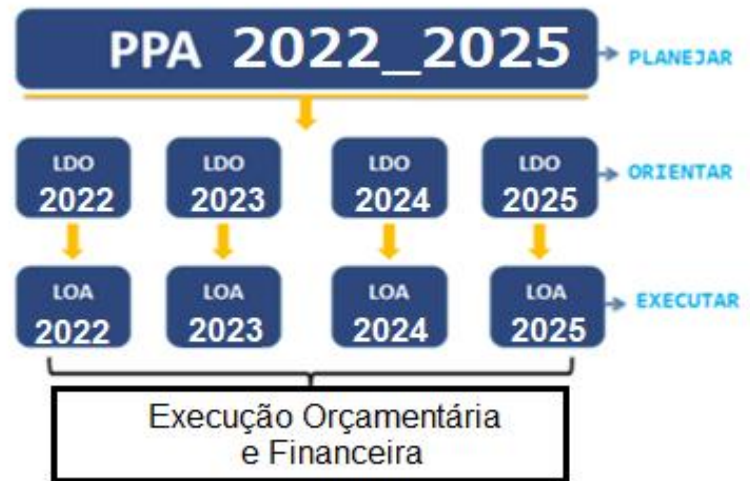 PPA 2022_2025
PLANEJAR
LDO LDO LDO LDO
2022 2023 2024 2025
ORIENTAR
LOA LOA LOA LOA
2022 2023 2024 2025
EXECUTAR
Execução Orçamentária
e Financeira